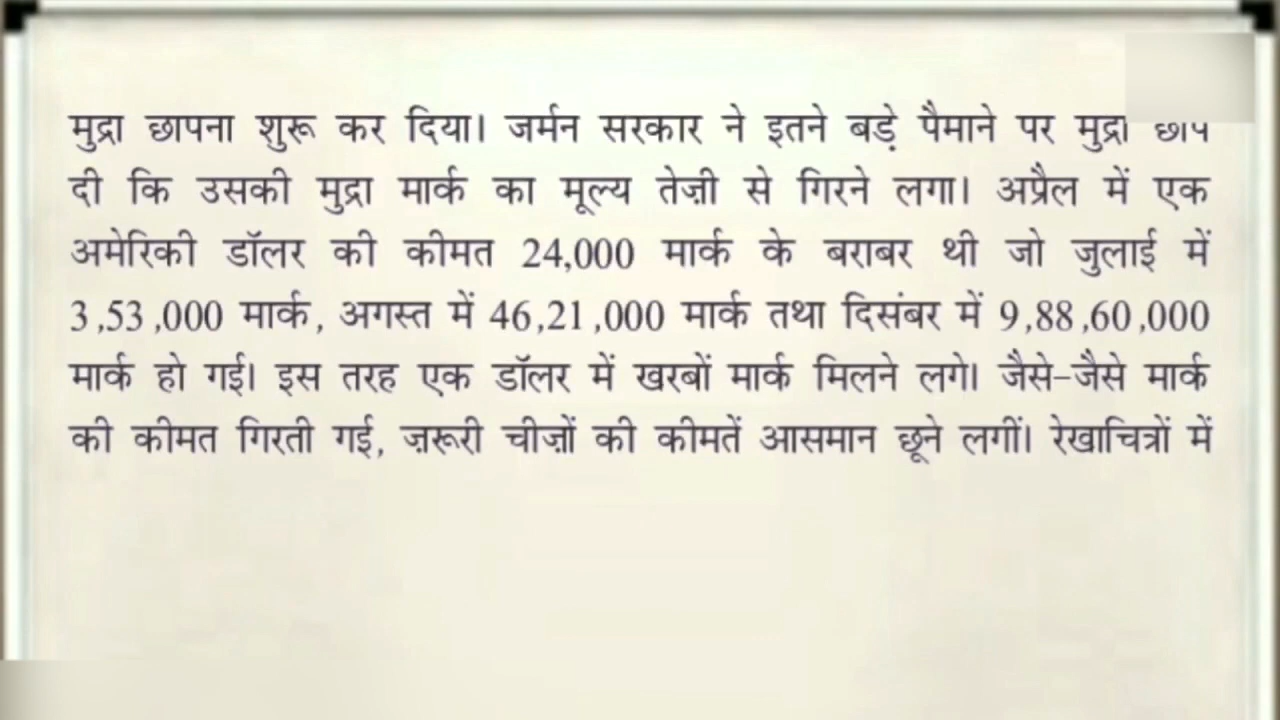 मुद्रा छापना शुरू कर दिया। जर्मन सरकार ने इतने बड़े पैमाने पर मुद्रा छाप
दी कि उसकी मुद्रा मार्क का मूल्य तेज़ी से गिरने लगा। अप्रैल में एक
अमेरिकी डॉलर की कीमत 24,000 मार्क के बराबर थी जो जुलाई में
3,53,000 मार्क, अगस्त में 46,21,000 मार्क तथा दिसंबर में 9,88,60,000
मार्क हो गई। इस तरह एक डॉलर में खरबों मार्क मिलने लगे। जैसे-जैसे मार्क
की कीमत गिरती गई, ज़रूरी चीज़ों की कीमतें आसमान छूने लगीं। रेखाचित्रों में